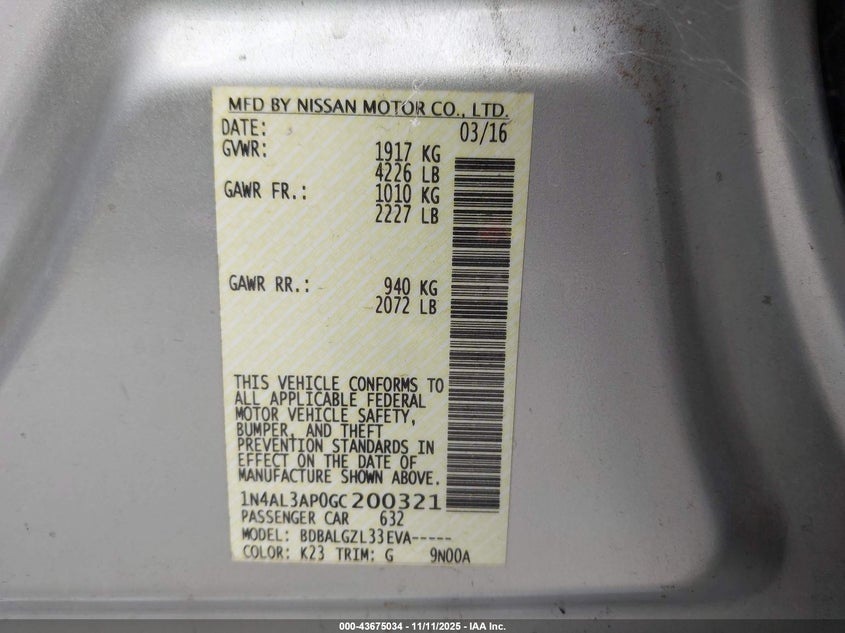 MFD BY NISSAN MOTOR CO., LTD.
DATE: 03/16
GVWR: 1917 KG
4226 LB
GAWR FR.: 1010 KG
2227 LB
GAWR RR.: 940 KG
2072 LB
THIS VEHICLE CONFORMS TO
ALL APPLICABLE FEDERAL
MOTOR VEHICLE SAFETY,
BUMPER, AND THEFT
PREVENTION STANDARDS IN
EFFECT ON THE DATE OF
MANUFACTURE SHOWN ABOVE.
1N4AL3AP0GC200321
PASSENGER CAR 632
MODEL: BDBALGZL33EVA-----
COLOR: K23 TRIM: G 9N00A
000-43675034 - 11/11/2025 - IAA Inc.